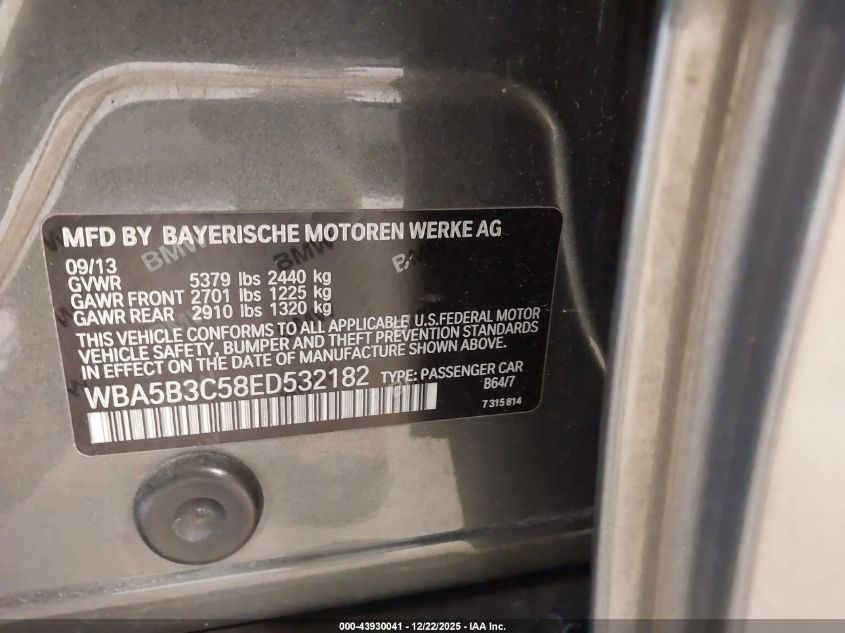 MFD BY BAYERISCHE MOTOREN WERKE AG
09/13
GVWR 5379 lbs 2440 kg
GAWR FRONT 2701 lbs 1225 kg
GAWR REAR 2910 lbs 1320 kg
THIS VEHICLE CONFORMS TO ALL APPLICABLE U.S.FEDERAL MOTOR
VEHICLE SAFETY, BUMPER AND THEFT PREVENTION STANDARDS
IN EFFECT ON THE DATE OF MANUFACTURE SHOWN ABOVE.
WBA5B3C58ED532182 TYPE: PASSENGER CAR
B64/7
7 315 814
BMW
BMW
BMW
000-43930041 - 12/22/2025 - IAA Inc.